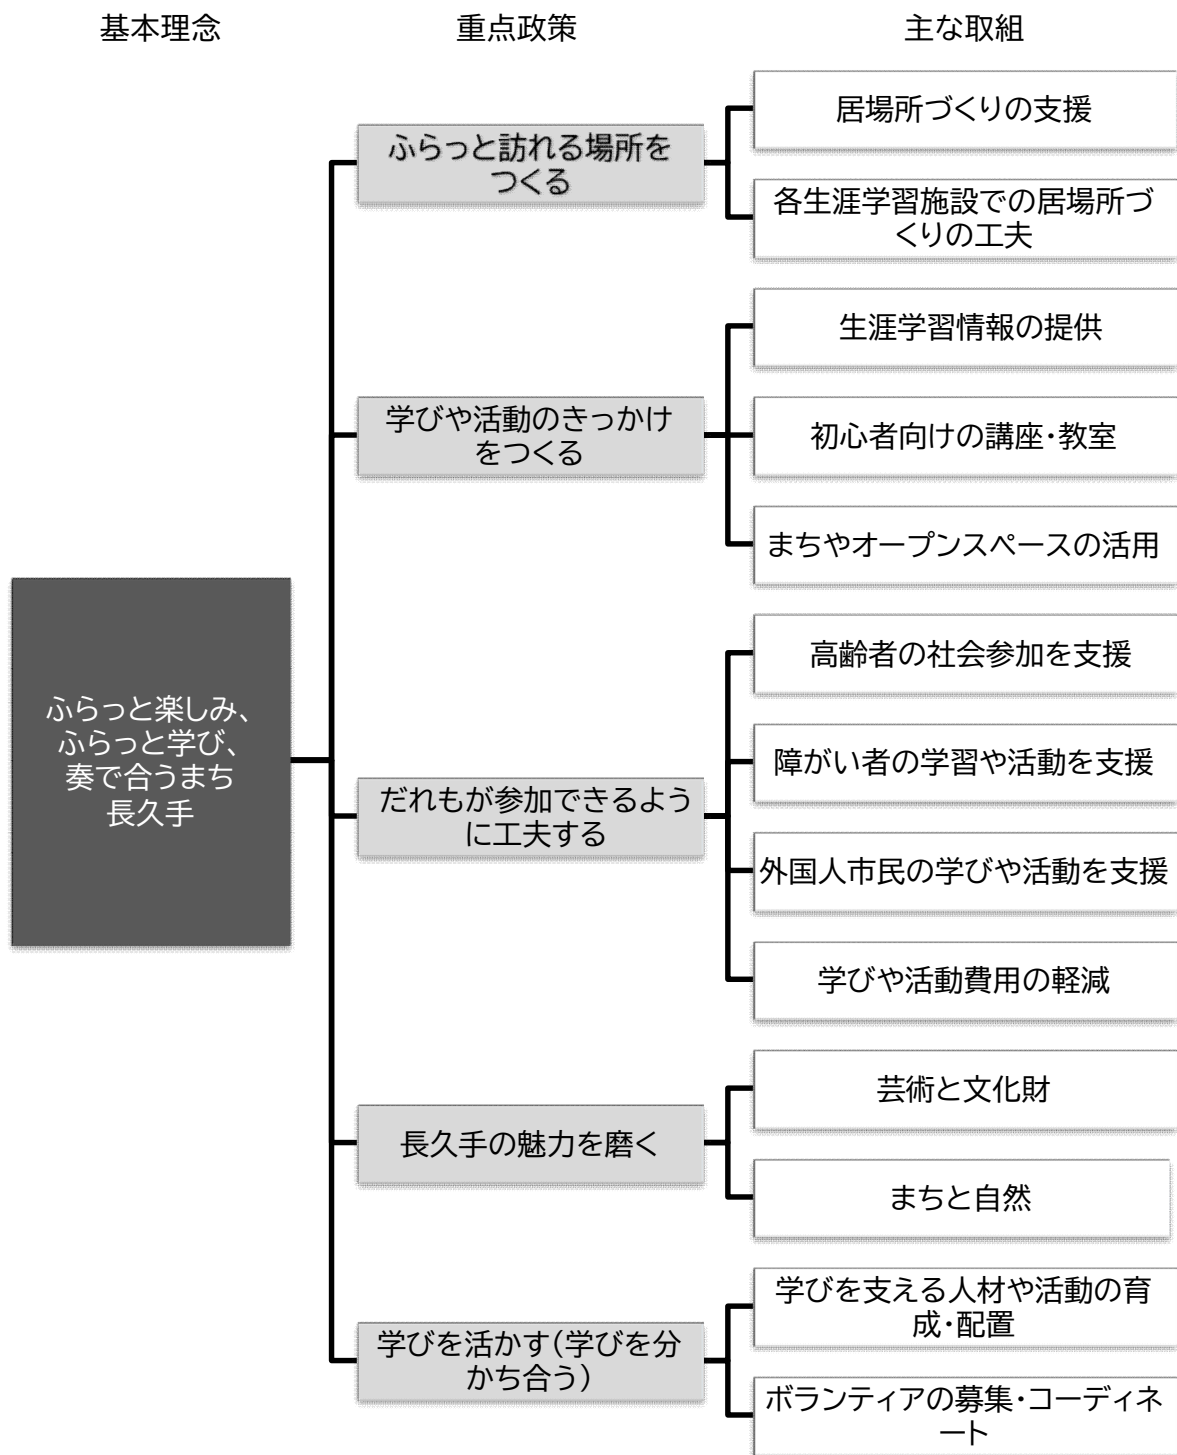 基本理念
重点政策
主な取組
ふらっと楽しみ、
ふらっと学び、
奏で合うまち
長久手
ふらっと訪れる場所を
つくる
居場所づくりの支援
各生涯学習施設での居場所づ
くりの工夫
学びや活動のきっかけ
をつくる
生涯学習情報の提供
初心者向けの講座・教室
まちやオープンスペースの活用
だれもが参加できるよう
に工夫する
高齢者の社会参加を支援
障がい者の学習や活動を支援
外国人市民の学びや活動を支援
学びや活動費用の軽減
長久手の魅力を磨く
芸術と文化財
まちと自然
学びを活かす(学びを分
かち合う)
学びを支える人材や活動の育
成・配置
ボランティアの募集・コーディネ
ート